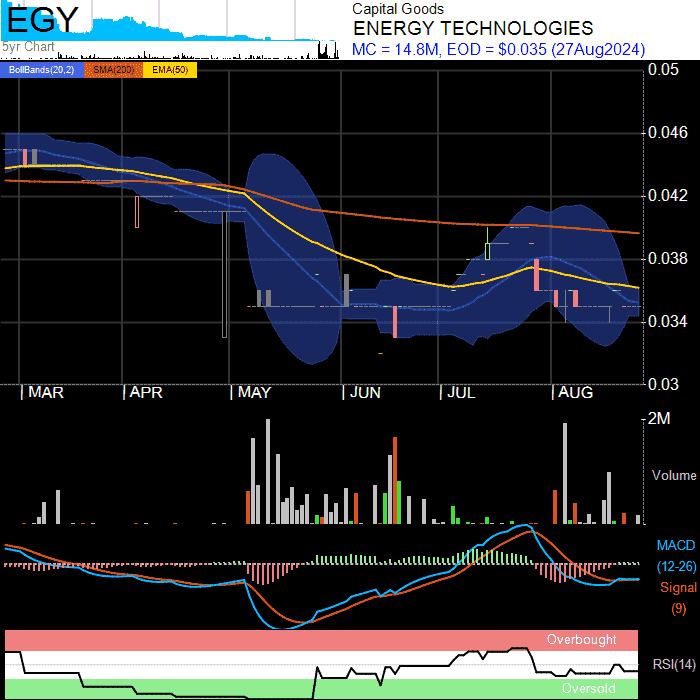 EGY
Capital Goods
ENERGY TECHNOLOGIES
5yr Chart
MC = 14.8M, EOD = $0.035 (27Aug2024)
BollBands(20,2) SMA(200) EMA(50)
0.05
0.046
0.042
0.038
0.034
0.03
MAR APR MAY JUN JUL AUG
2M
Volume
MACD
(12-26)
Signal
(9)
Overbought
RSI(14)
Oversold